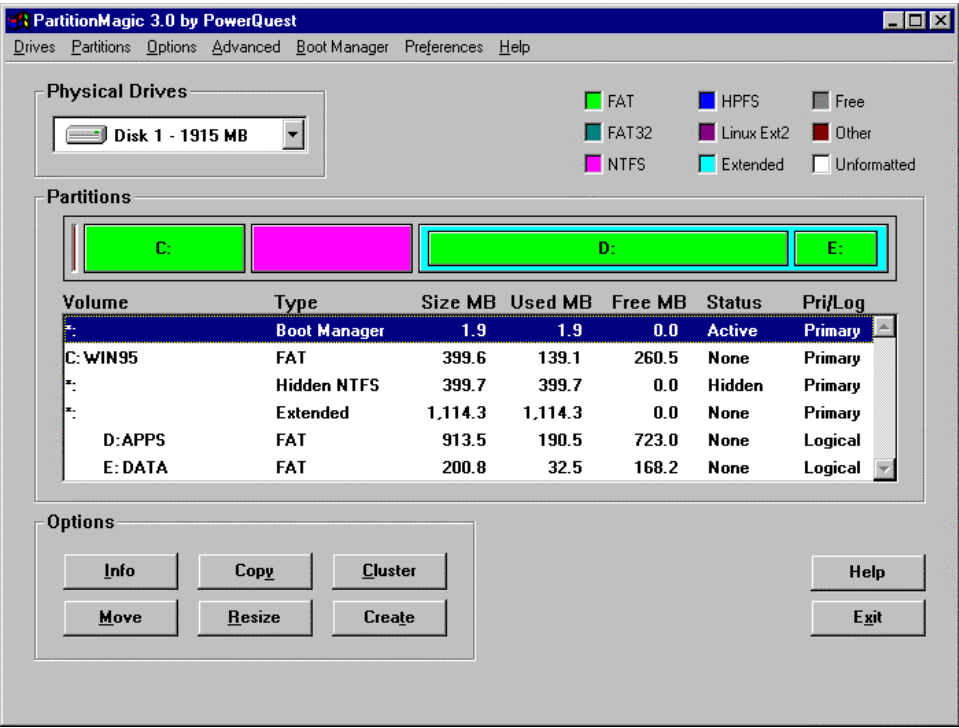 PartitionMagic 3.0 by PowerQuest
Drives Partitions Options Advanced Boot Manager Preferences Help
Physical Drives
Disk 1 - 1915 MB
FAT HPFS Free
FAT32 Linux Ext2 Other
NTFS Extended Unformatted
Partitions
C: D: E:
Volume Type Size MB Used MB Free MB Status Pri/Log
*: Boot Manager 1.9 1.9 0.0 Active Primary
C: WIN95 FAT 399.6 139.1 260.5 None Primary
*: Hidden NTFS 399.7 399.7 0.0 Hidden Primary
*: Extended 1,114.3 1,114.3 0.0 None Primary
D:APPS FAT 913.5 190.5 723.0 None Logical
E: DATA FAT 200.8 32.5 168.2 None Logical
Options
Info Copy Cluster Help
Move Resize Create Exit